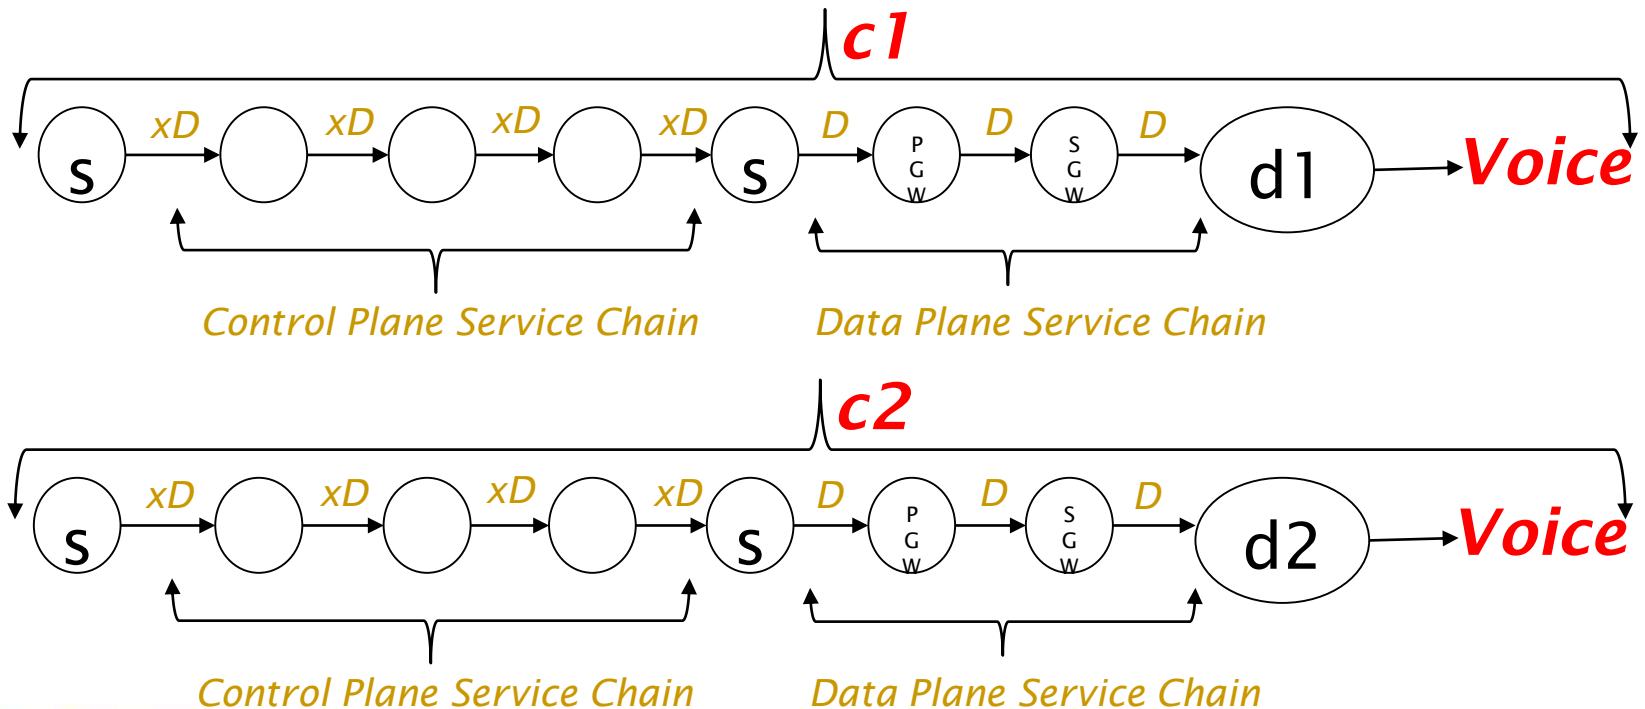 c1
xD xD xD xD D D D
s s P G W S G W d1 Voice
Control Plane Service Chain Data Plane Service Chain
c2
xD xD xD xD D D D
s s P G W S G W d2 Voice
Control Plane Service Chain Data Plane Service Chain